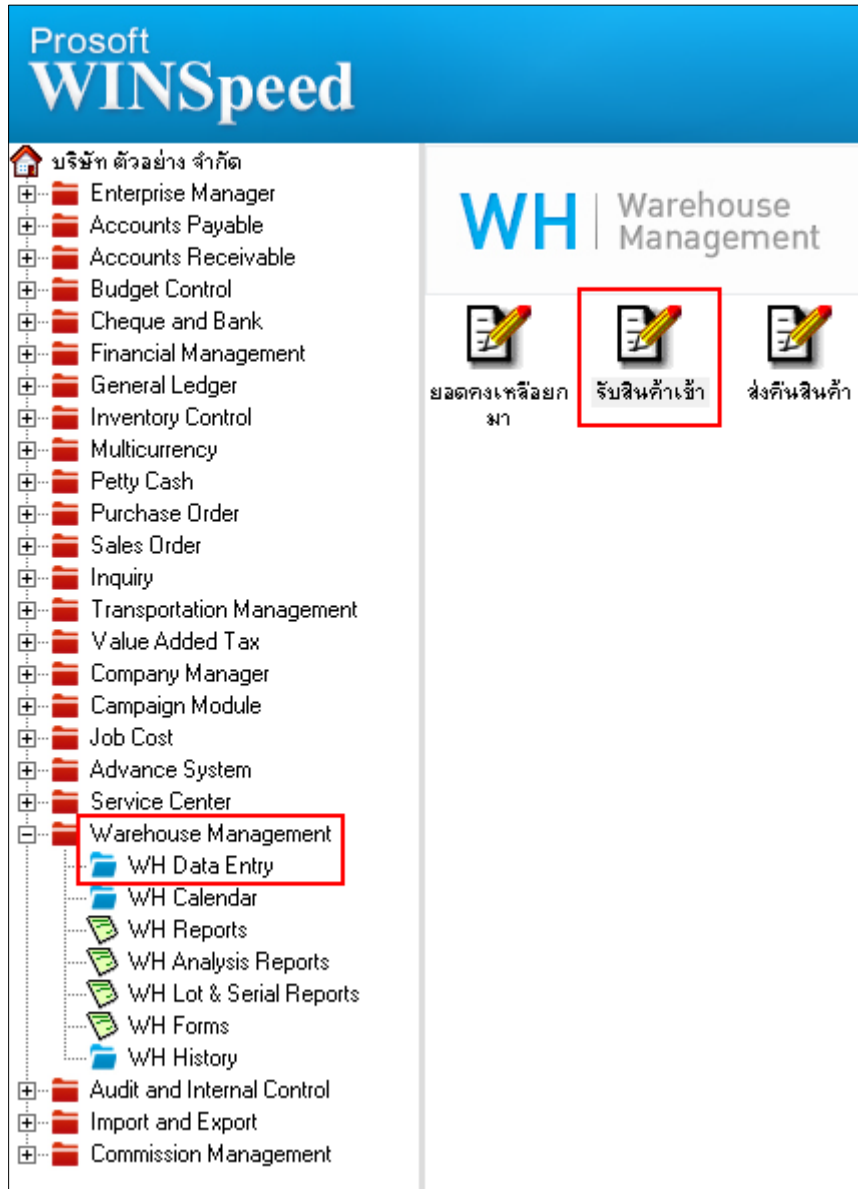 Prosoft
WINSpeed
บริษัท ตัวอย่าง จำกัด
Enterprise Manager
Accounts Payable
Accounts Receivable
Budget Control
Cheque and Bank
Financial Management
General Ledger
Inventory Control
Multicurrency
Petty Cash
Purchase Order
Sales Order
Inquiry
Transportation Management
Value Added Tax
Company Manager
Campaign Module
Job Cost
Advance System
Service Center
Warehouse Management
WH Data Entry
WH Calendar
WH Reports
WH Analysis Reports
WH Lot & Serial Reports
WH Forms
WH History
Audit and Internal Control
Import and Export
Commission Management
WH
Warehouse
Management
ยอดคงเหลือยก
มา
รับสินค้าเข้า
ส่งคืนสินค้า